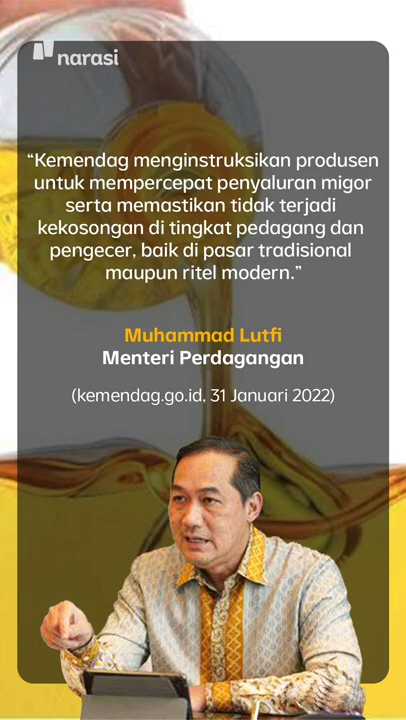 narasi
“Kemendag menginstruksikan produsen
untuk mempercepat penyaluran migor
serta memastikan tidak terjadi
kekosongan di tingkat pedagang dan
pengecer, baik di pasar tradisional
maupun ritel modern.”
Muhammad Lutfi
Menteri Perdagangan
(kemendag.go.id. 31 Januari 2022)